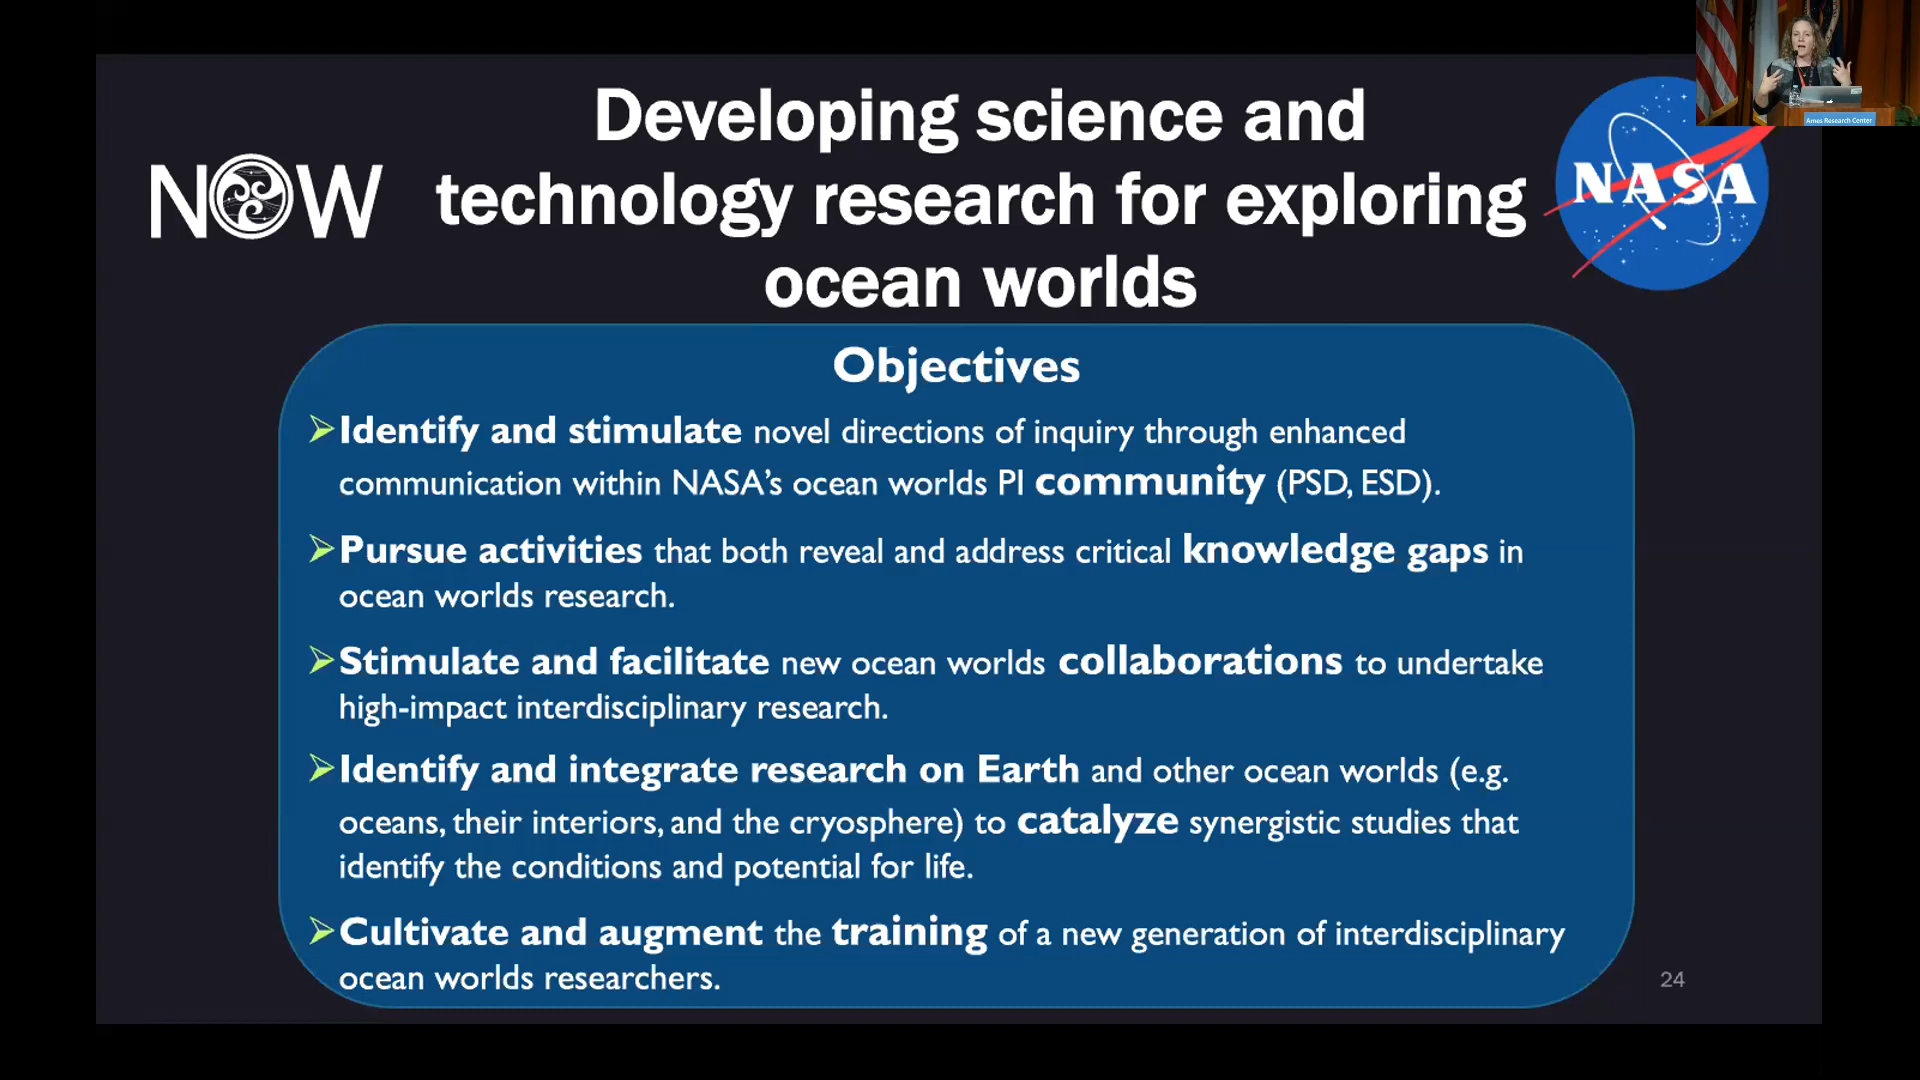 Developing science and
technology research for exploring
ocean worlds
NOW
NASA
Ames Research Center
Objectives
➢Identify and stimulate novel directions of inquiry through enhanced
communication within NASA’s ocean worlds PI community (PSD, ESD).
➢Pursue activities that both reveal and address critical knowledge gaps in
ocean worlds research.
➢Stimulate and facilitate new ocean worlds collaborations to undertake
high-impact interdisciplinary research.
➢Identify and integrate research on Earth and other ocean worlds (e.g.
oceans, their interiors, and the cryosphere) to catalyze synergistic studies that
identify the conditions and potential for life.
➢Cultivate and augment the training of a new generation of interdisciplinary
ocean worlds researchers.
24